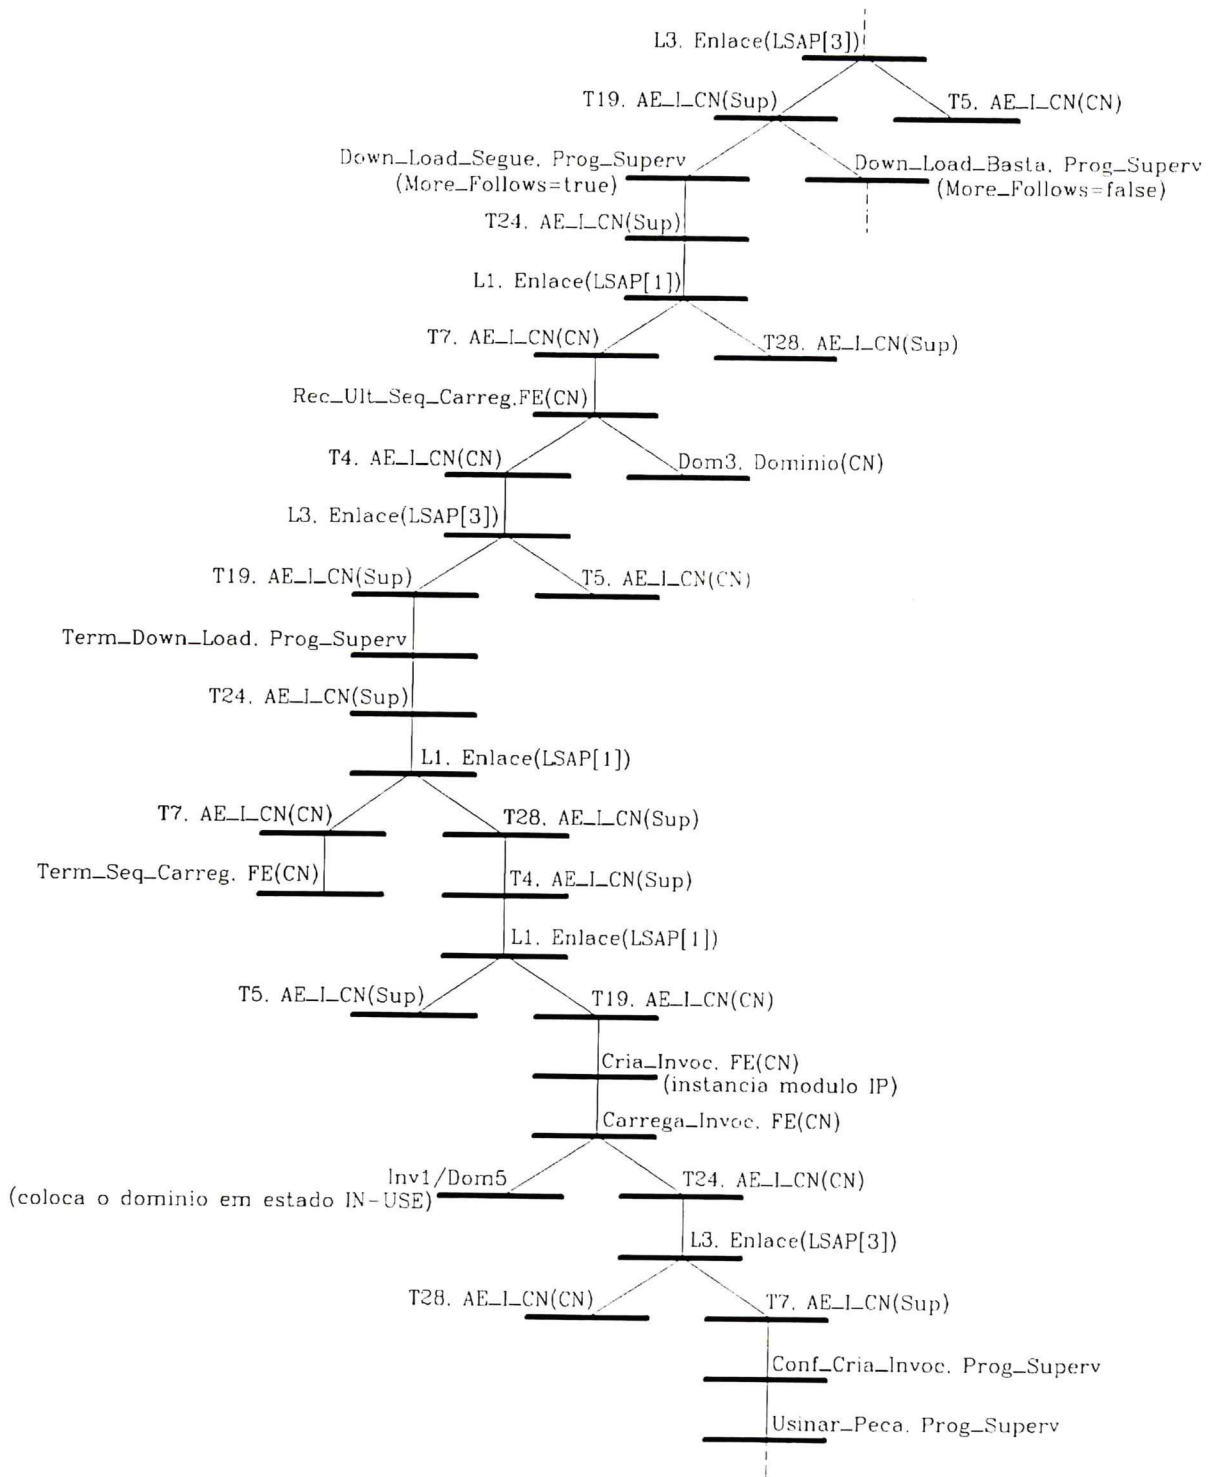 L3. Enlace(LSAP[3])
T19. AE_I_CN(Sup)
T5. AE_I_CN(CN)
Down_Load_Segue. Prog_Superv
(More_Follows=true)
Down_Load_Basta. Prog_Superv
(More_Follows=false)
T24. AE_I_CN(Sup)
L1. Enlace(LSAP[1])
T7. AE_I_CN(CN)
T28. AE_I_CN(Sup)
Rec_Ult_Seq_Carreg.FE(CN)
T4. AE_I_CN(CN)
Dom3. Dominio(CN)
L3. Enlace(LSAP[3])
T19. AE_I_CN(Sup)
T5. AE_I_CN(CN)
Term_Down_Load. Prog_Superv
T24. AE_I_CN(Sup)
L1. Enlace(LSAP[1])
T7. AE_I_CN(CN)
T28. AE_I_CN(Sup)
Term_Seq_Carreg. FE(CN)
T4. AE_I_CN(Sup)
L1. Enlace(LSAP[1])
T5. AE_I_CN(Sup)
T19. AE_I_CN(CN)
Cria_Invoc. FE(CN)
(instancia modulo IP)
Carrega_Invoc. FE(CN)
Inv1/Dom5
(coloca o dominio em estado IN-USE)
T24. AE_I_CN(CN)
L3. Enlace(LSAP[3])
T28. AE_I_CN(CN)
T7. AE_I_CN(Sup)
Conf_Cria_Invoc. Prog_Superv
Usinar_Peca. Prog_Superv